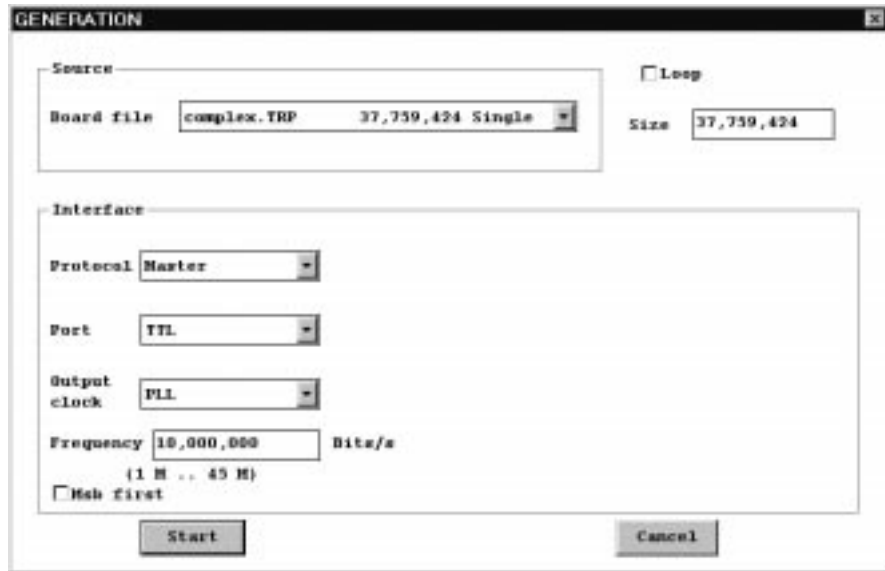 GENERATION
Source
Loop
Board file complex.TRP 37,759,424 Single
Size 37,759,424
Interface
Protocol Master
Port TTL
Output clock PLL
Frequency 10,000,000 Bits/s
(1 M .. 45 M)
Msb first
Start Cancel